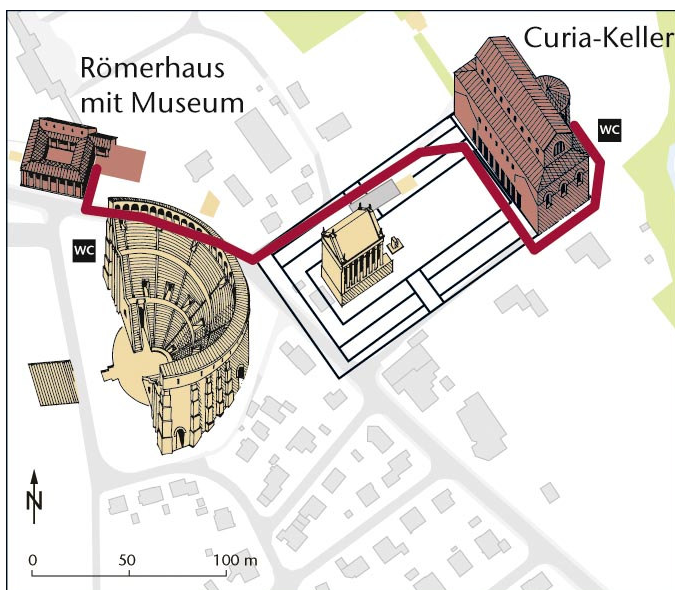 Curia-Keller
Römerhaus
mit Museum
WC
WC
N
0 50 100 m